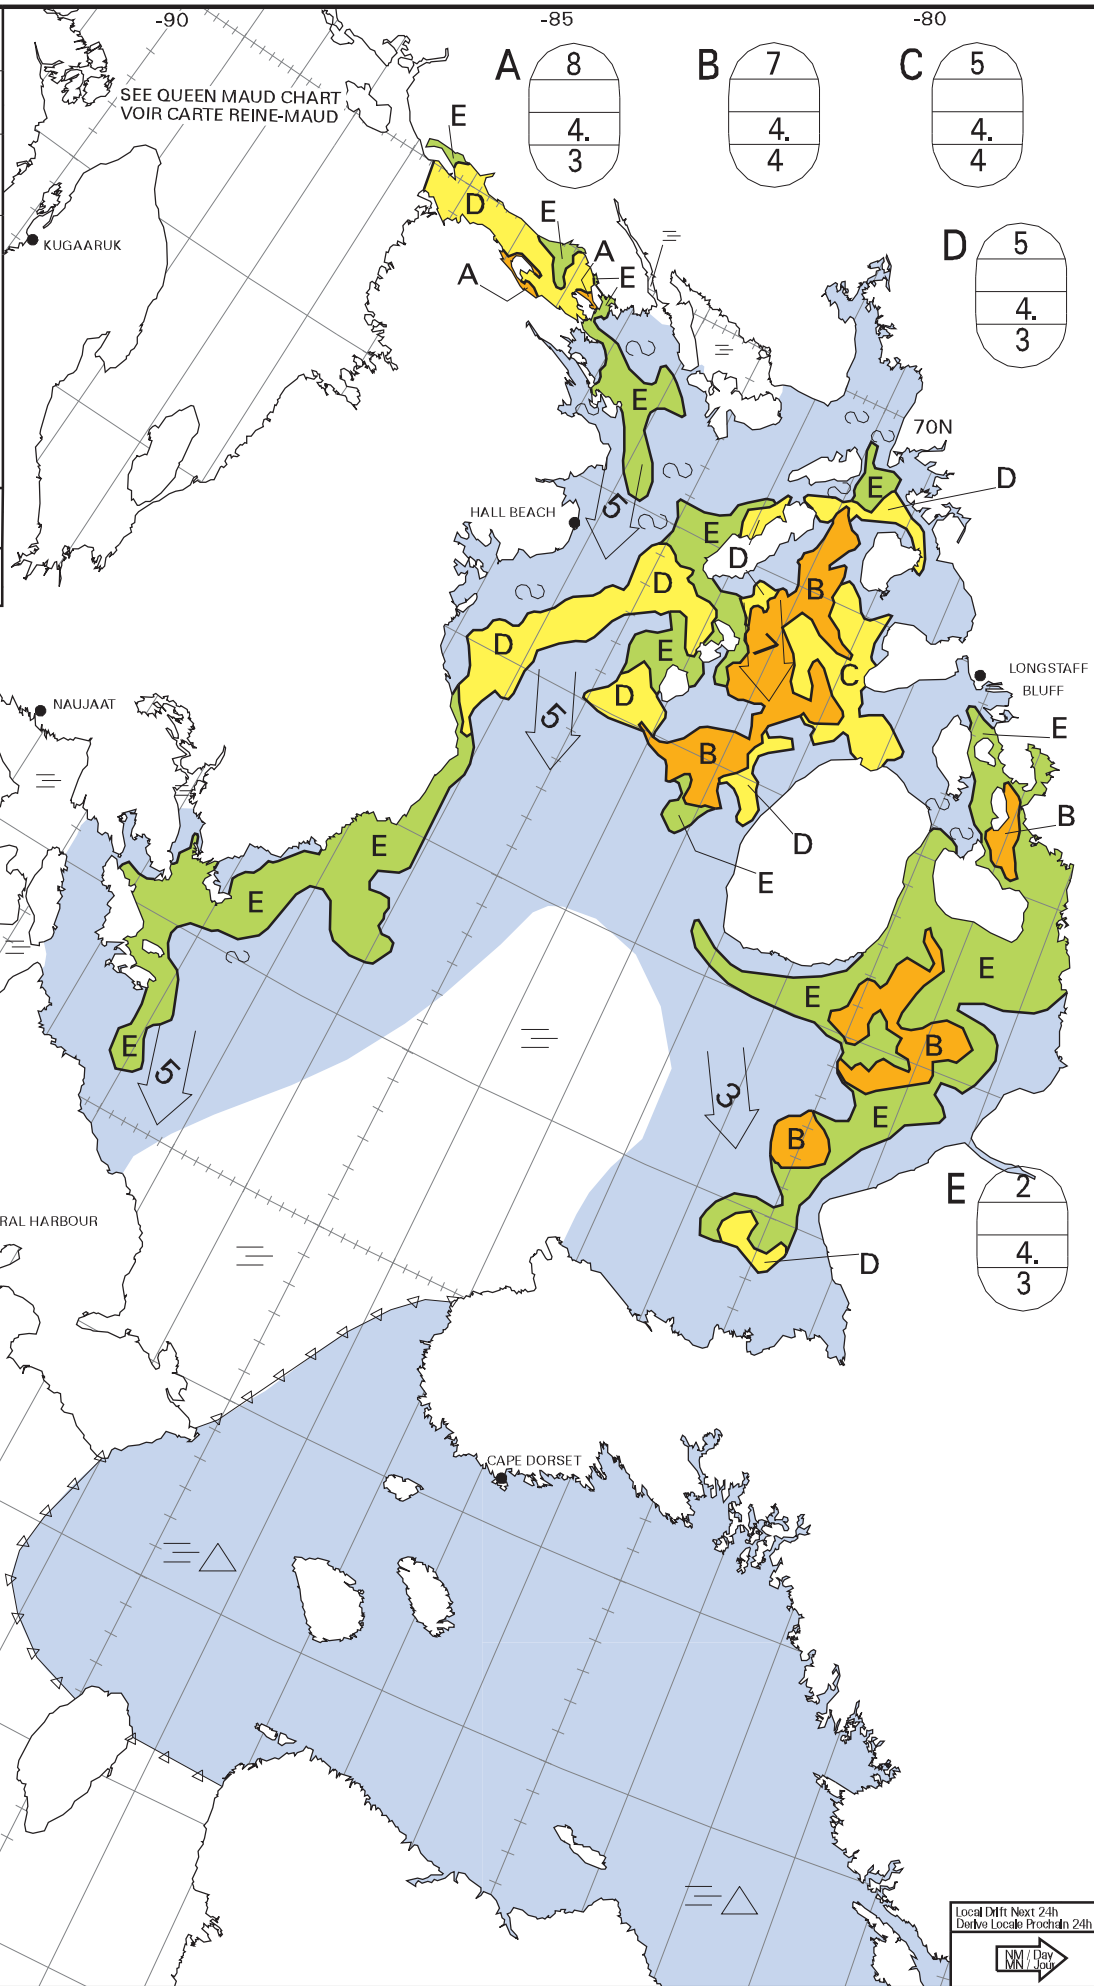 -90
-85
-80
A
8
4.
3
B
7
4.
4
C
5
4.
4
SEE QUEEN MAUD CHART
VOIR CARTE REINE-MAUD
E
D
E
A
A
E
KUGAARUK
D
5
4.
3
E
70N
E
D
HALL BEACH
5
E
D
D
B
D
E
7
C
D
LONGSTAFF
BLUFF
NAUJAAT
5
D
B
E
B
E
D
E
E
E
E
B
E
5
E
3
B
E
2
4.
3
RAL HARBOUR
D
CAPE DORSET
Local Drift Next 24h
Derive Locale Prochain 24h
NM / Day
MN / Jour